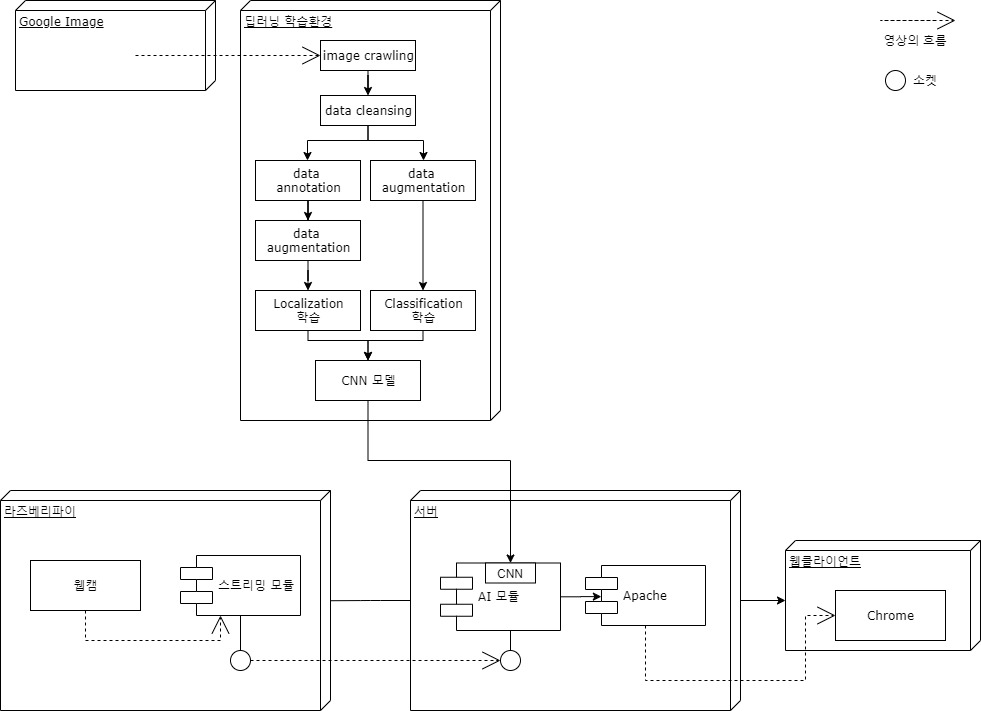 Google Image
딥러닝 학습환경
image crawling
data cleansing
data
annotation
data
augmentation
data
augmentation
Localization
학습
Classification
학습
CNN 모델
영상의 흐름
소켓
라즈베리파이
웹캠
스트리밍 모듈
서버
CNN
AI 모듈
Apache
웹클라이언트
Chrome